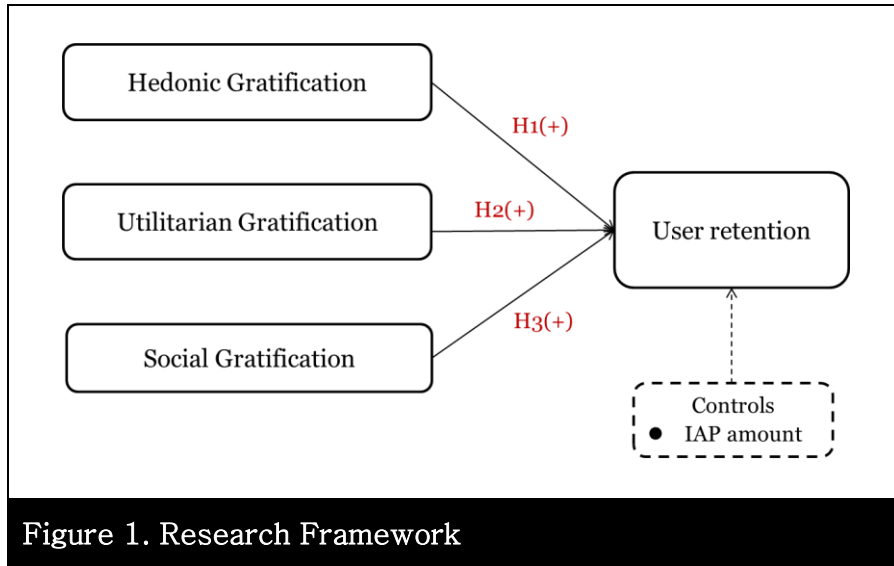 Hedonic Gratification
H1(+)
Utilitarian Gratification
H2(+)
User retention
Social Gratification
H3(+)
Controls
● IAP amount
Figure 1. Research Framework